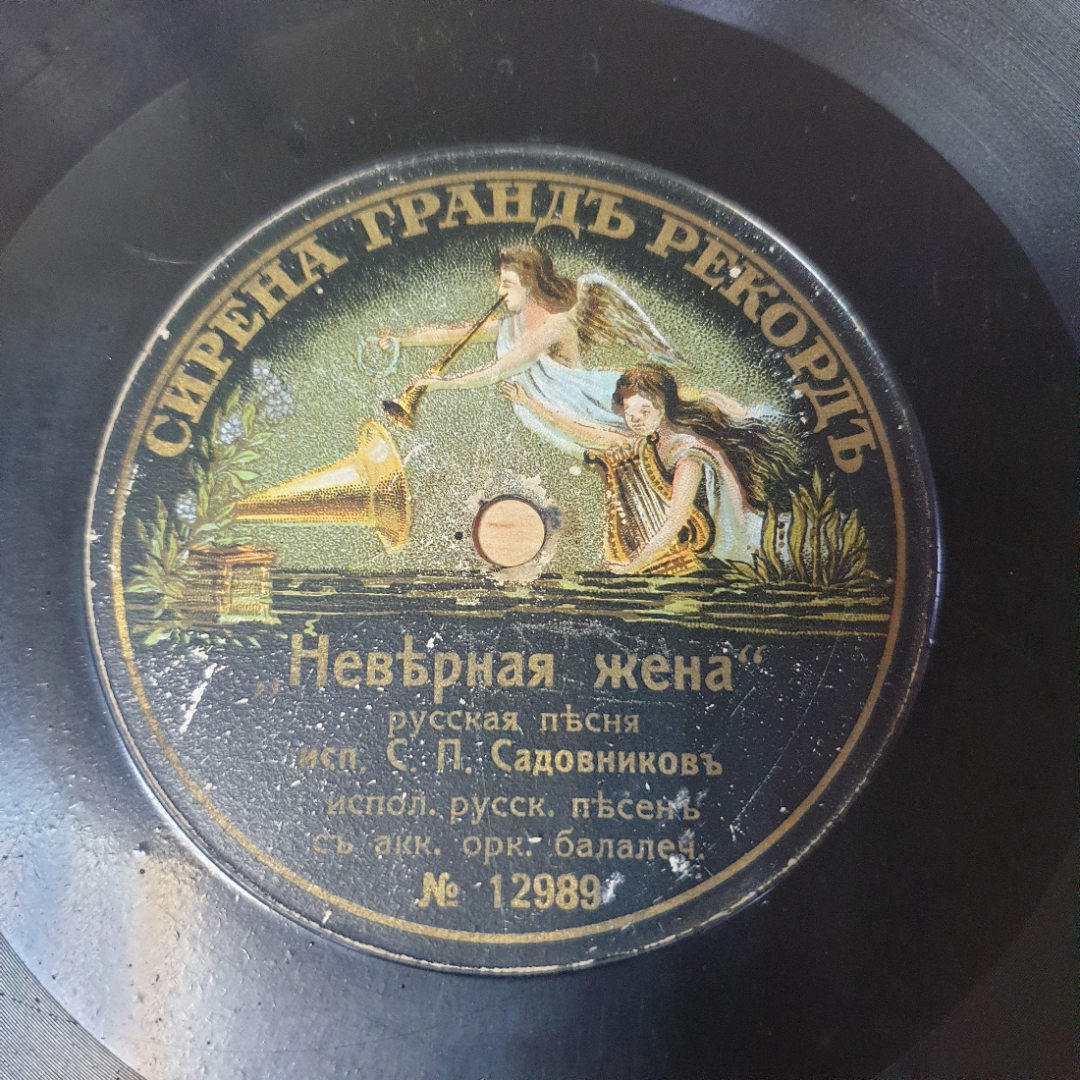 СИРЕНА ГРАНДЪ РЕКОРДЪ
„Невѣрная жена“
русская пѣсня
исп. С. П. Садовниковъ
испол. русск. пѣсенъ
съ акк. орк. балалеч.
№ 12989